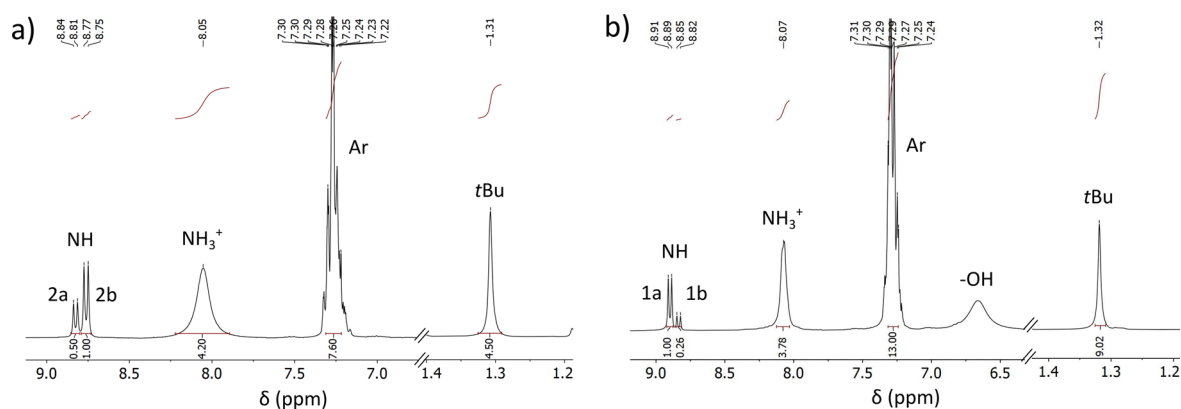 a)
8.84
8.81
8.77
8.75
8.05
7.30
7.30
7.29
7.28
7.26
7.25
7.24
7.23
7.22
1.31
NH
2a
2b
NH3+
Ar
tBu
0.50
1.00
4.20
7.60
4.50
9.0 8.5 8.0 7.5 7.0 1.4 1.3 1.2
δ (ppm)
b)
8.91
8.89
8.85
8.82
8.07
7.31
7.30
7.29
7.29
7.27
7.25
7.24
1.32
NH
1a
1b
NH3+
Ar
-OH
tBu
1.00
0.26
3.78
13.00
9.02
9.0 8.5 8.0 7.5 7.0 6.5 1.4 1.3 1.2
δ (ppm)